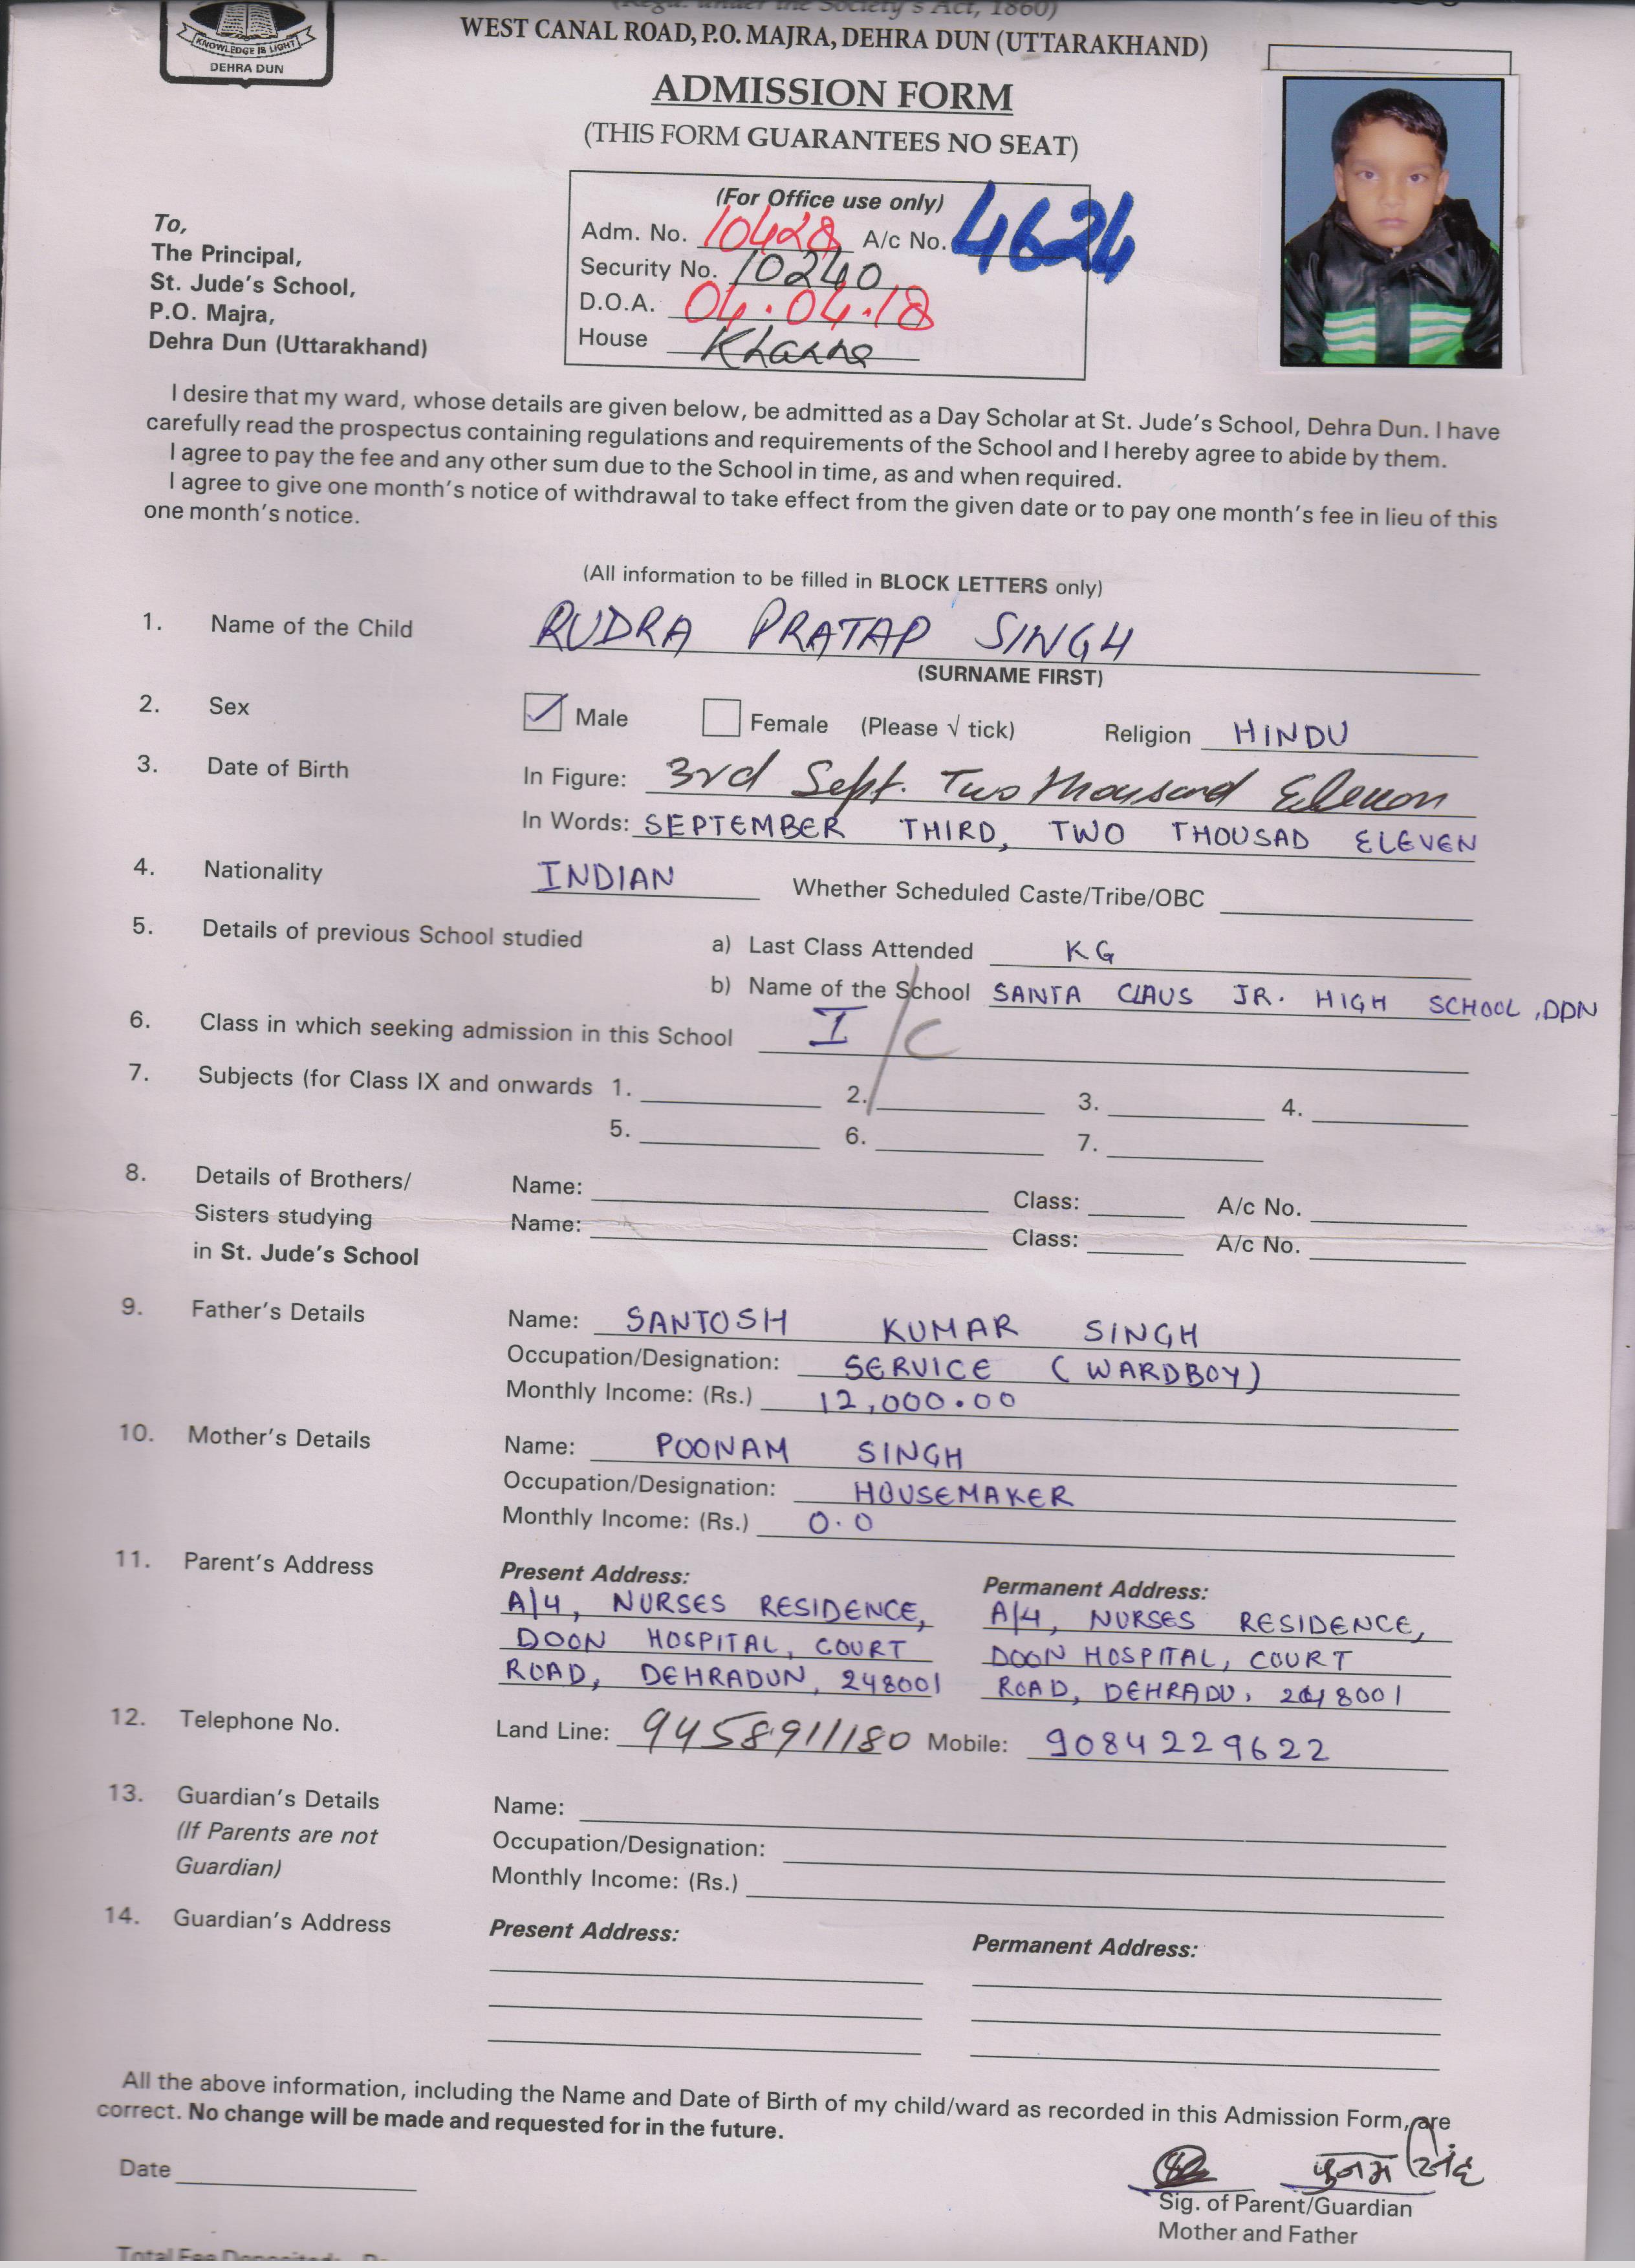 (Regd. under the Society's Act, 1860)
WEST CANAL ROAD, P.O. MAJRA, DEHRA DUN (UTTARAKHAND)
KNOWLEDGE IS LIGHT
DEHRA DUN
ADMISSION FORM
(THIS FORM GUARANTEES NO SEAT)
(For Office use only)
Adm. No. 10428 A/c No. 4624
Security No. 10240
D.O.A. 04.04.18
House Khanna
To,
The Principal,
St. Jude's School,
P.O. Majra,
Dehra Dun (Uttarakhand)
I desire that my ward, whose details are given below, be admitted as a Day Scholar at St. Jude's School, Dehra Dun. I have
carefully read the prospectus containing regulations and requirements of the School and I hereby agree to abide by them.
I agree to pay the fee and any other sum due to the School in time, as and when required.
I agree to give one month's notice of withdrawal to take effect from the given date or to pay one month's fee in lieu of this
one month's notice.
(All information to be filled in BLOCK LETTERS only)
1. Name of the Child RUDRA PRATAP SINGH
(SURNAME FIRST)
2. Sex Male Female (Please √ tick) Religion HINDU
3. Date of Birth In Figure: 3rd Sept. Two thousand Eleven
In Words: SEPTEMBER THIRD, TWO THOUSAD ELEVEN
4. Nationality INDIAN Whether Scheduled Caste/Tribe/OBC
5. Details of previous School studied a) Last Class Attended KG
b) Name of the School SANTA CLAUS JR. HIGH SCHOOL, DDN
6. Class in which seeking admission in this School I/C
7. Subjects (for Class IX and onwards 1. 2. 3. 4.
5. 6. 7.
8. Details of Brothers/ Name: Class: A/c No.
Sisters studying Name: Class: A/c No.
in St. Jude's School
9. Father's Details Name: SANTOSH KUMAR SINGH
Occupation/Designation: SERVICE (WARDBOY)
Monthly Income: (Rs.) 12,000.00
10. Mother's Details Name: POONAM SINGH
Occupation/Designation: HOUSEMAKER
Monthly Income: (Rs.) 0.0
11. Parent's Address Present Address: Permanent Address:
A/4, NURSES RESIDENCE, A/4, NURSES RESIDENCE,
DOON HOSPITAL, COURT DOON HOSPITAL, COURT
ROAD, DEHRADUN, 248001 ROAD, DEHRADU, 248001
12. Telephone No. Land Line: 9458911180 Mobile: 9084229622
13. Guardian's Details Name:
(If Parents are not Occupation/Designation:
Guardian) Monthly Income: (Rs.)
14. Guardian's Address Present Address: Permanent Address:
All the above information, including the Name and Date of Birth of my child/ward as recorded in this Admission Form, are
correct. No change will be made and requested for in the future.
Date पूनम सिंह
Sig. of Parent/Guardian
Mother and Father
Total Fee Deposited: